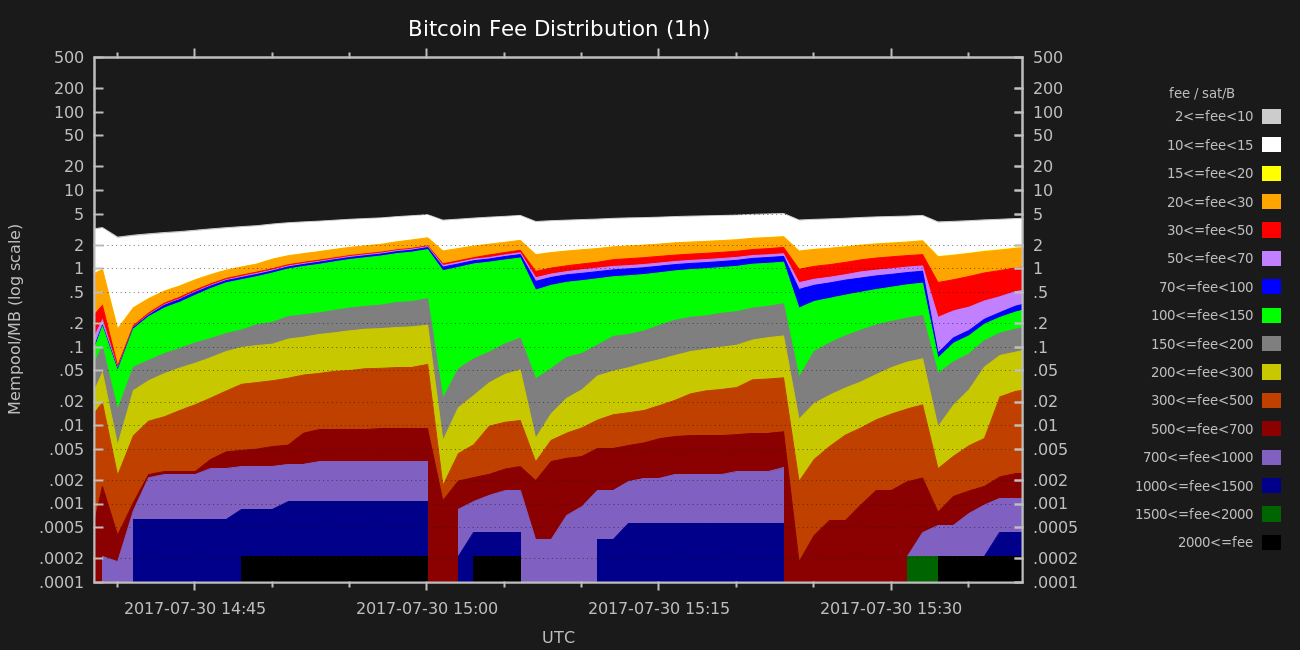 Bitcoin Fee Distribution (1h)
Mempool/MB (log scale)
500
200
100
50
20
10
5
2
1
.5
.2
.1
.05
.02
.01
.005
.002
.001
.0005
.0002
.0001
500
200
100
50
20
10
5
2
1
.5
.2
.1
.05
.02
.01
.005
.002
.001
.0005
.0002
.0001
2017-07-30 14:45
2017-07-30 15:00
2017-07-30 15:15
2017-07-30 15:30
UTC
fee / sat/B
2<=fee<10
10<=fee<15
15<=fee<20
20<=fee<30
30<=fee<50
50<=fee<70
70<=fee<100
100<=fee<150
150<=fee<200
200<=fee<300
300<=fee<500
500<=fee<700
700<=fee<1000
1000<=fee<1500
1500<=fee<2000
2000<=fee